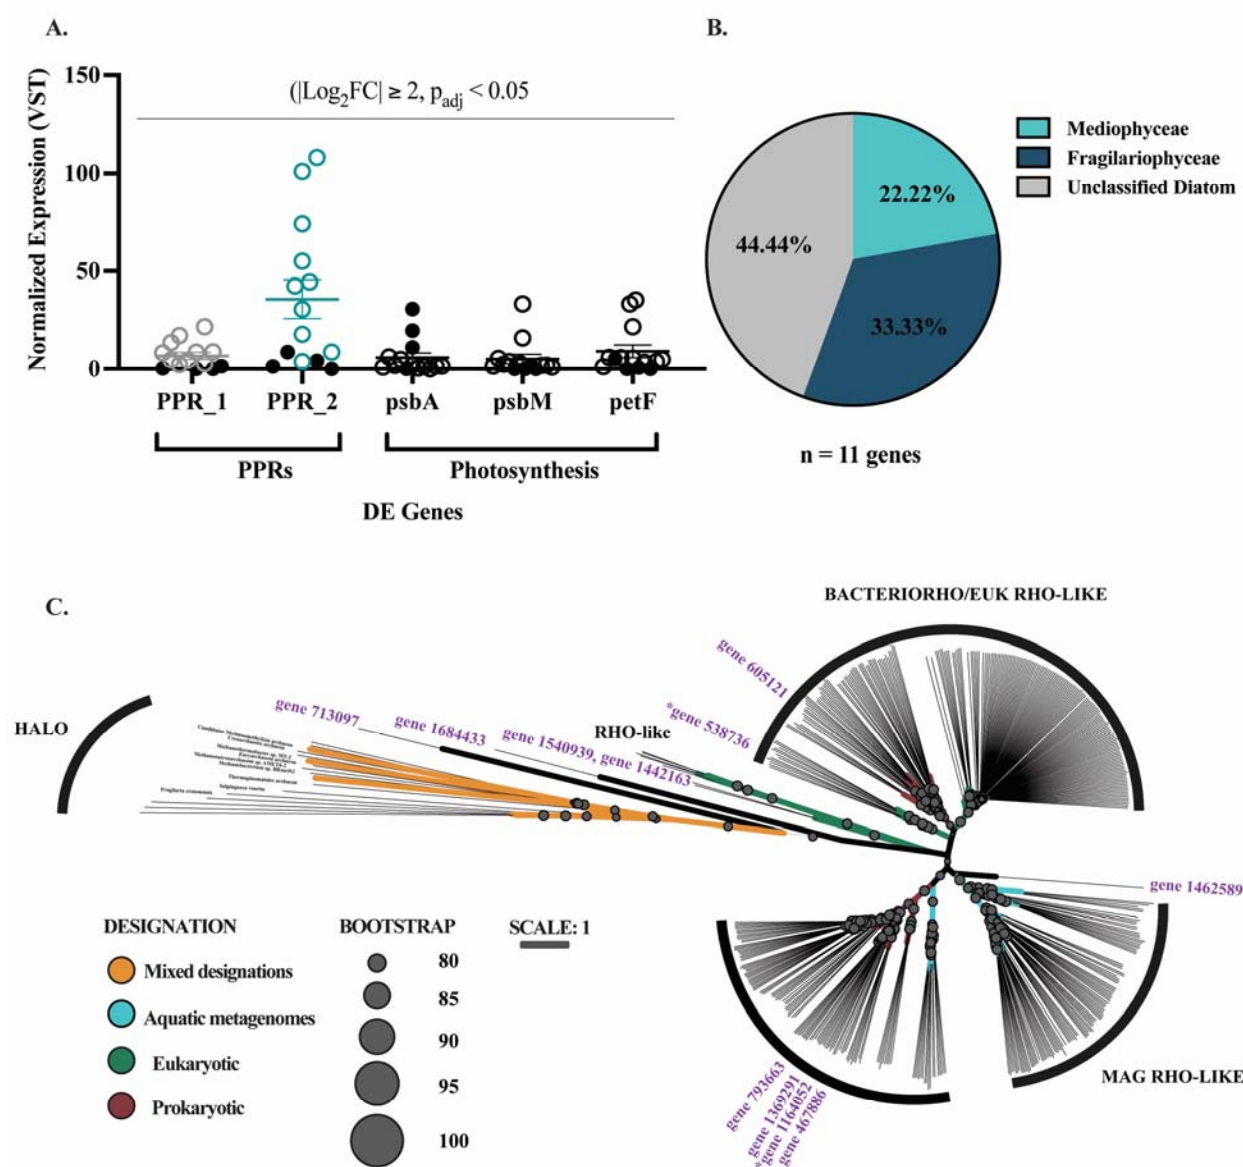 A.
B.
Normalized Expression (VST)
150
100
50
0
(|Log2FC| ≥ 2, padj < 0.05
PPR_1
PPR_2
psbA
psbM
petF
PPRs
Photosynthesis
DE Genes
22.22%
33.33%
44.44%
Mediophyceae
Fragilariophyceae
Unclassified Diatom
n = 11 genes
C.
BACTERIORHO/EUK RHO-LIKE
HALO
gene 713097
gene 1684433
gene 1540939, gene 1442163
RHO-like
*gene 538736
gene 605121
gene 1462589
Thermoplasmatales archaeon
MAG RHO-LIKE
gene 793663
gene 1369291
*gene 1164052
gene 467886
DESIGNATION
Mixed designations
Aquatic metagenomes
Eukaryotic
Prokaryotic
BOOTSTRAP
80
85
90
95
100
SCALE: 1